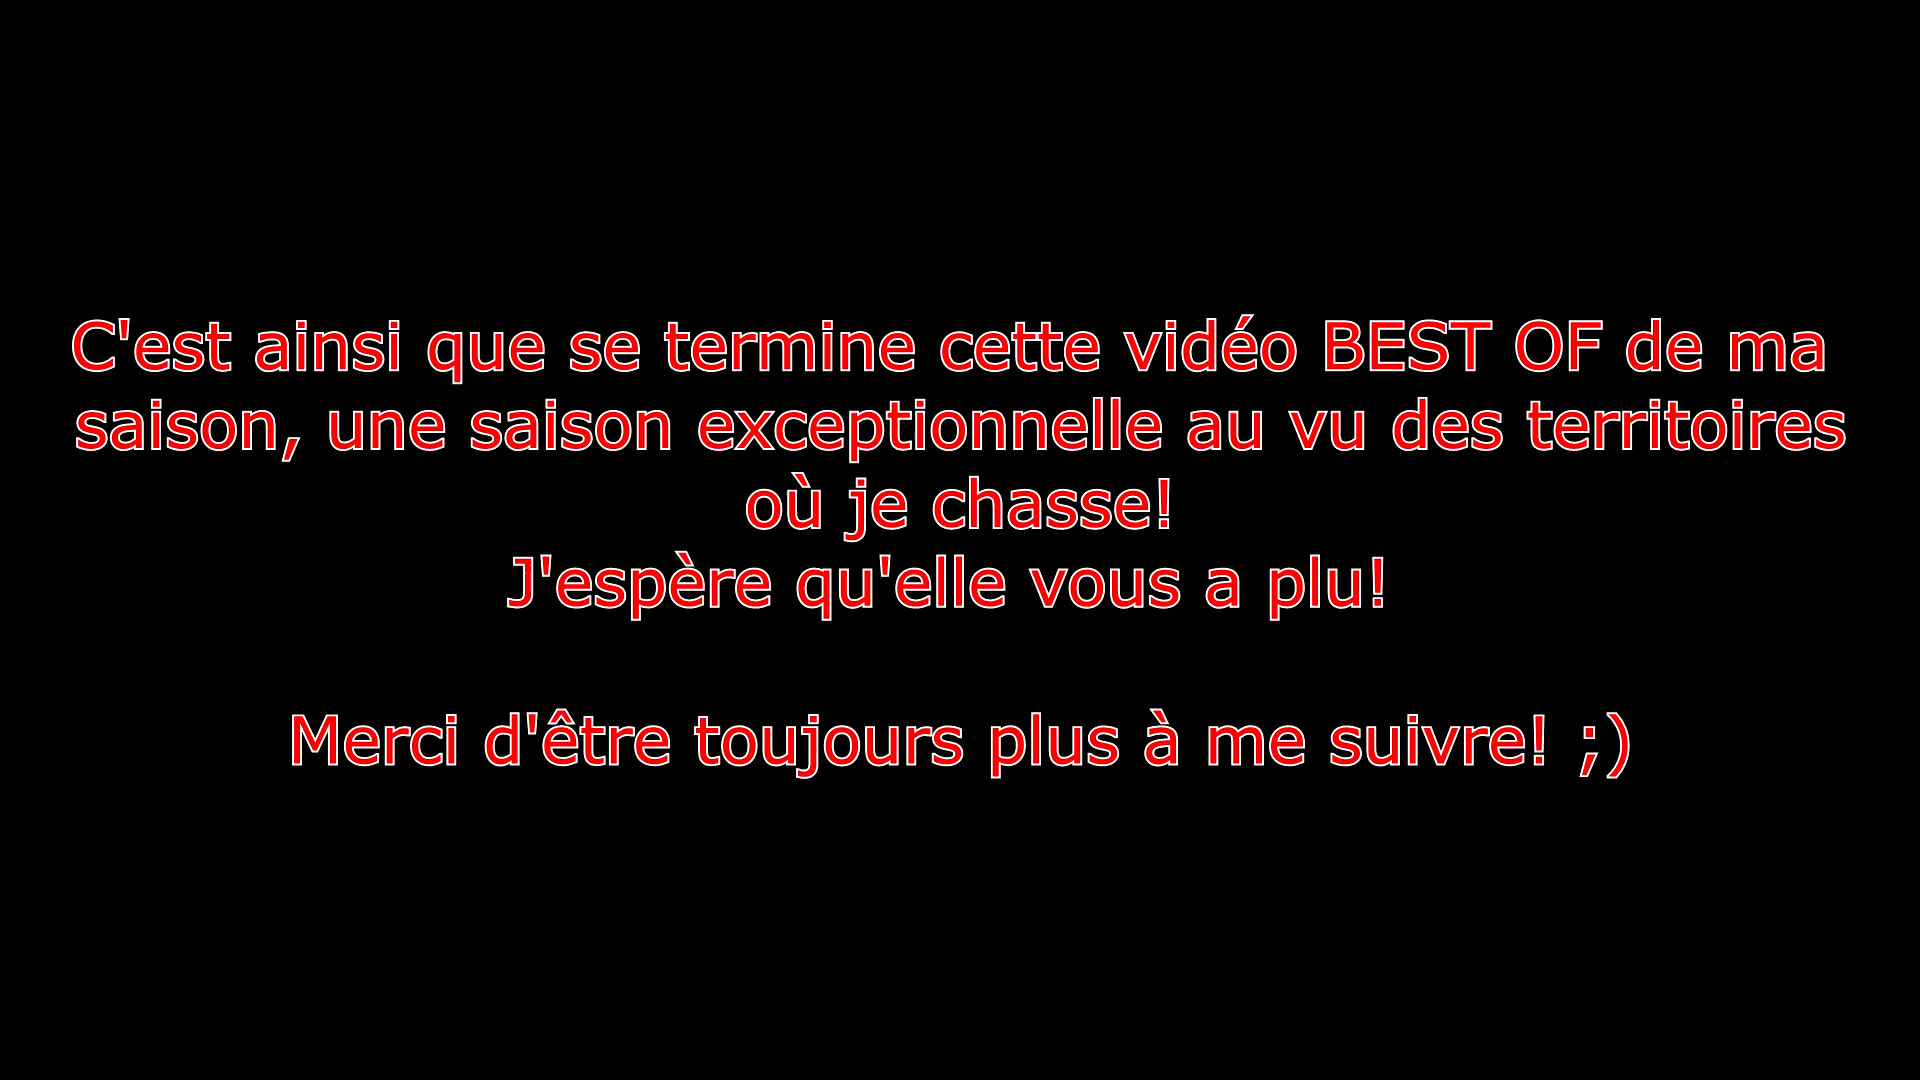 C'est ainsi que se termine cette vidéo BEST OF de ma
saison, une saison exceptionnelle au vu des territoires
où je chasse!
J'espère qu'elle vous a plu!
Merci d'être toujours plus à me suivre! ;)